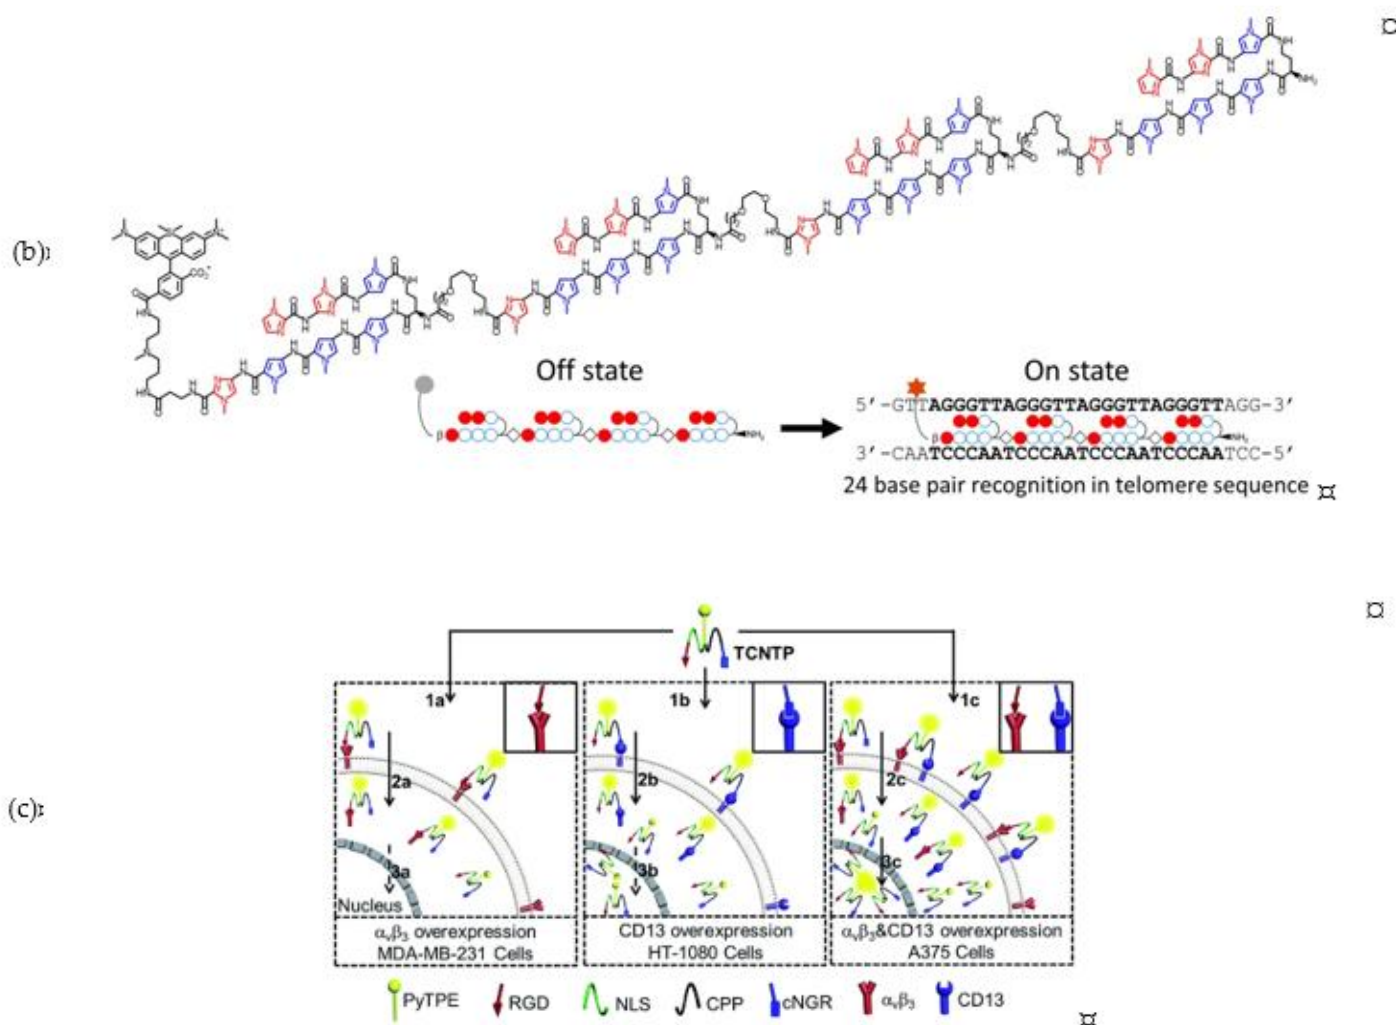 (b)
Off state
On state
5′ -GTTAGGGTTAGGGTTAGGGTTAGGGTTAGG-3′
β
NH₂
β
NH₂
3′ -CAATCCCAATCCCAATCCCAATCCCAATCC-5′
24 base pair recognition in telomere sequence
(c)
TCNTP
1a
1b
1c
2a
2b
2c
3a
3b
3c
Nucleus
αvβ3 overexpression
MDA-MB-231 Cells
CD13 overexpression
HT-1080 Cells
αvβ3&CD13 overexpression
A375 Cells
PyTPE
RGD
NLS
CPP
cNGR
αvβ3
CD13